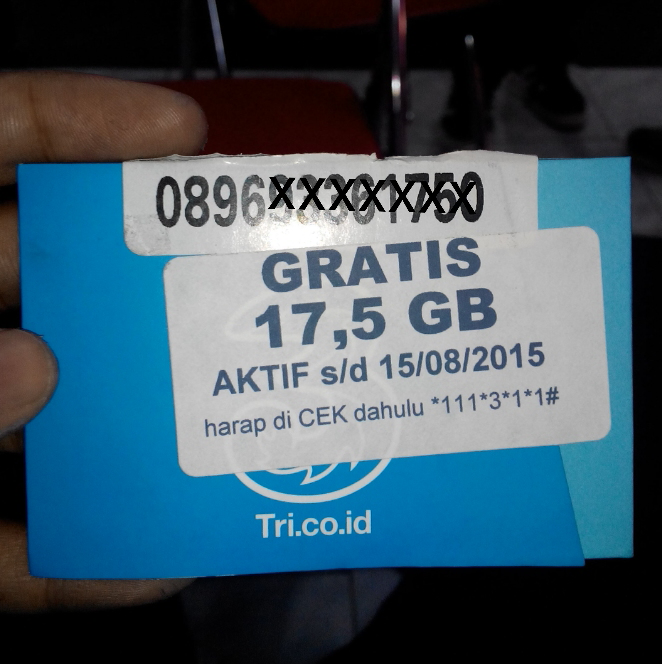 0896XXXXXXX0
GRATIS
17,5 GB
AKTIF s/d 15/08/2015
harap di CEK dahulu *111*3*1*1#
Tri.co.id